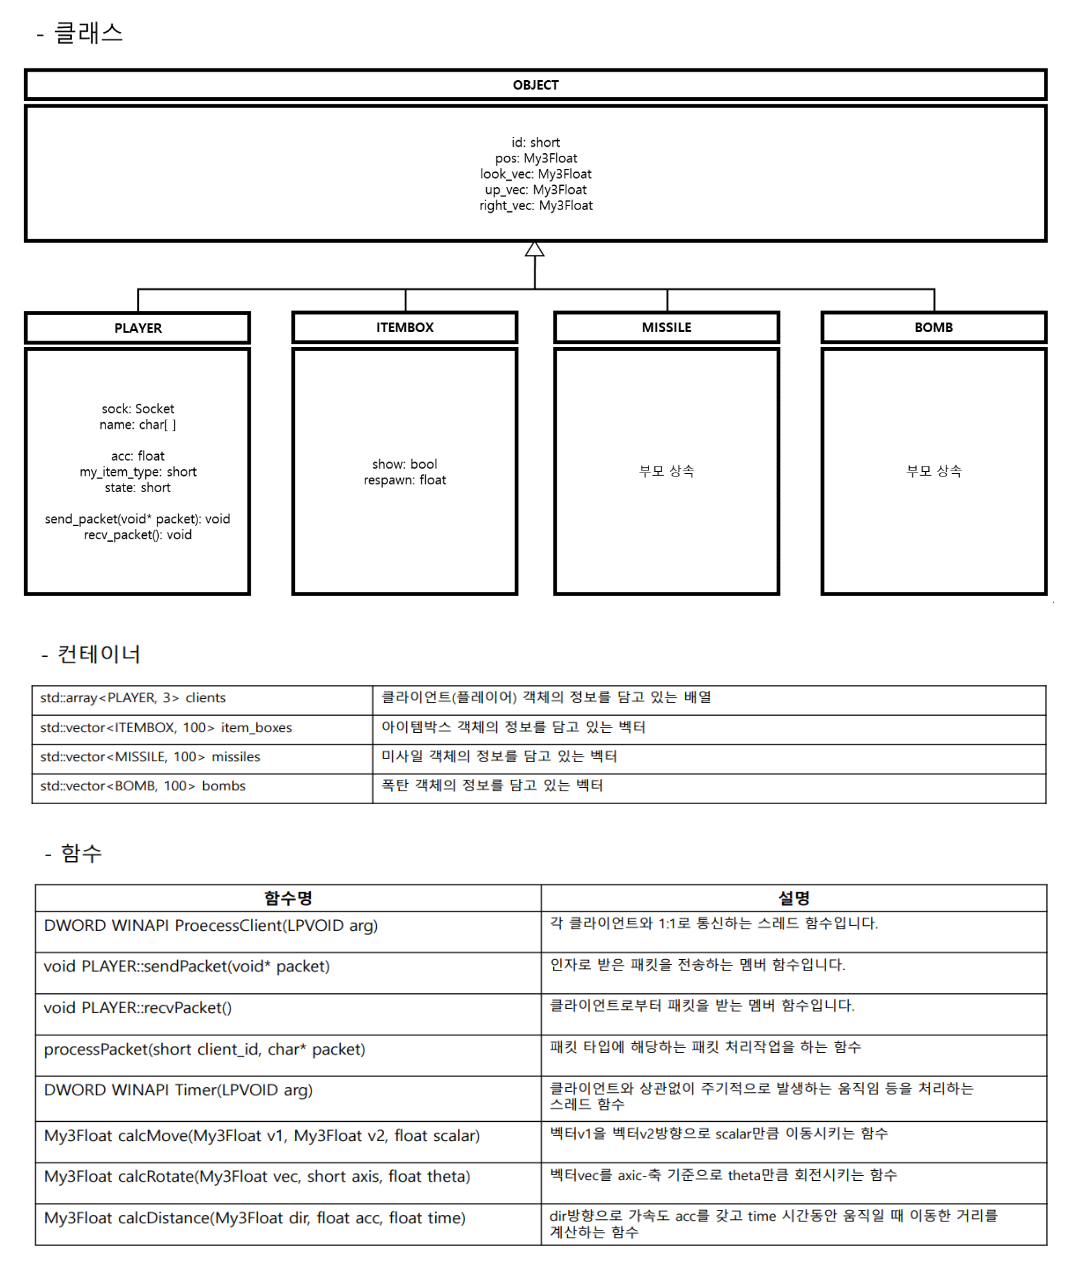 - 클래스
OBJECT
id: short
pos: My3Float
look_vec: My3Float
up_vec: My3Float
right_vec: My3Float
PLAYER
sock: Socket
name: char[ ]
acc: float
my_item_type: short
state: short
send_packet(void* packet): void
recv_packet(): void
ITEMBOX
show: bool
respawn: float
MISSILE
부모 상속
BOMB
부모 상속
- 컨테이너
std::array<PLAYER, 3> clients 클라이언트(플레이어) 객체의 정보를 담고 있는 배열
std::vector<ITEMBOX, 100> item_boxes 아이템박스 객체의 정보를 담고 있는 벡터
std::vector<MISSILE, 100> missiles 미사일 객체의 정보를 담고 있는 벡터
std::vector<BOMB, 100> bombs 폭탄 객체의 정보를 담고 있는 벡터
- 함수
함수명 설명
DWORD WINAPI ProecessClient(LPVOID arg) 각 클라이언트와 1:1로 통신하는 스레드 함수입니다.
void PLAYER::sendPacket(void* packet) 인자로 받은 패킷을 전송하는 멤버 함수입니다.
void PLAYER::recvPacket() 클라이언트로부터 패킷을 받는 멤버 함수입니다.
processPacket(short client_id, char* packet) 패킷 타입에 해당하는 패킷 처리작업을 하는 함수
DWORD WINAPI Timer(LPVOID arg) 클라이언트와 상관없이 주기적으로 발생하는 움직임 등을 처리하는
스레드 함수
My3Float calcMove(My3Float v1, My3Float v2, float scalar) 벡터v1을 벡터v2방향으로 scalar만큼 이동시키는 함수
My3Float calcRotate(My3Float vec, short axis, float theta) 벡터vec를 axic-축 기준으로 theta만큼 회전시키는 함수
My3Float calcDistance(My3Float dir, float acc, float time) dir방향으로 가속도 acc를 갖고 time 시간동안 움직일 때 이동한 거리를
계산하는 함수